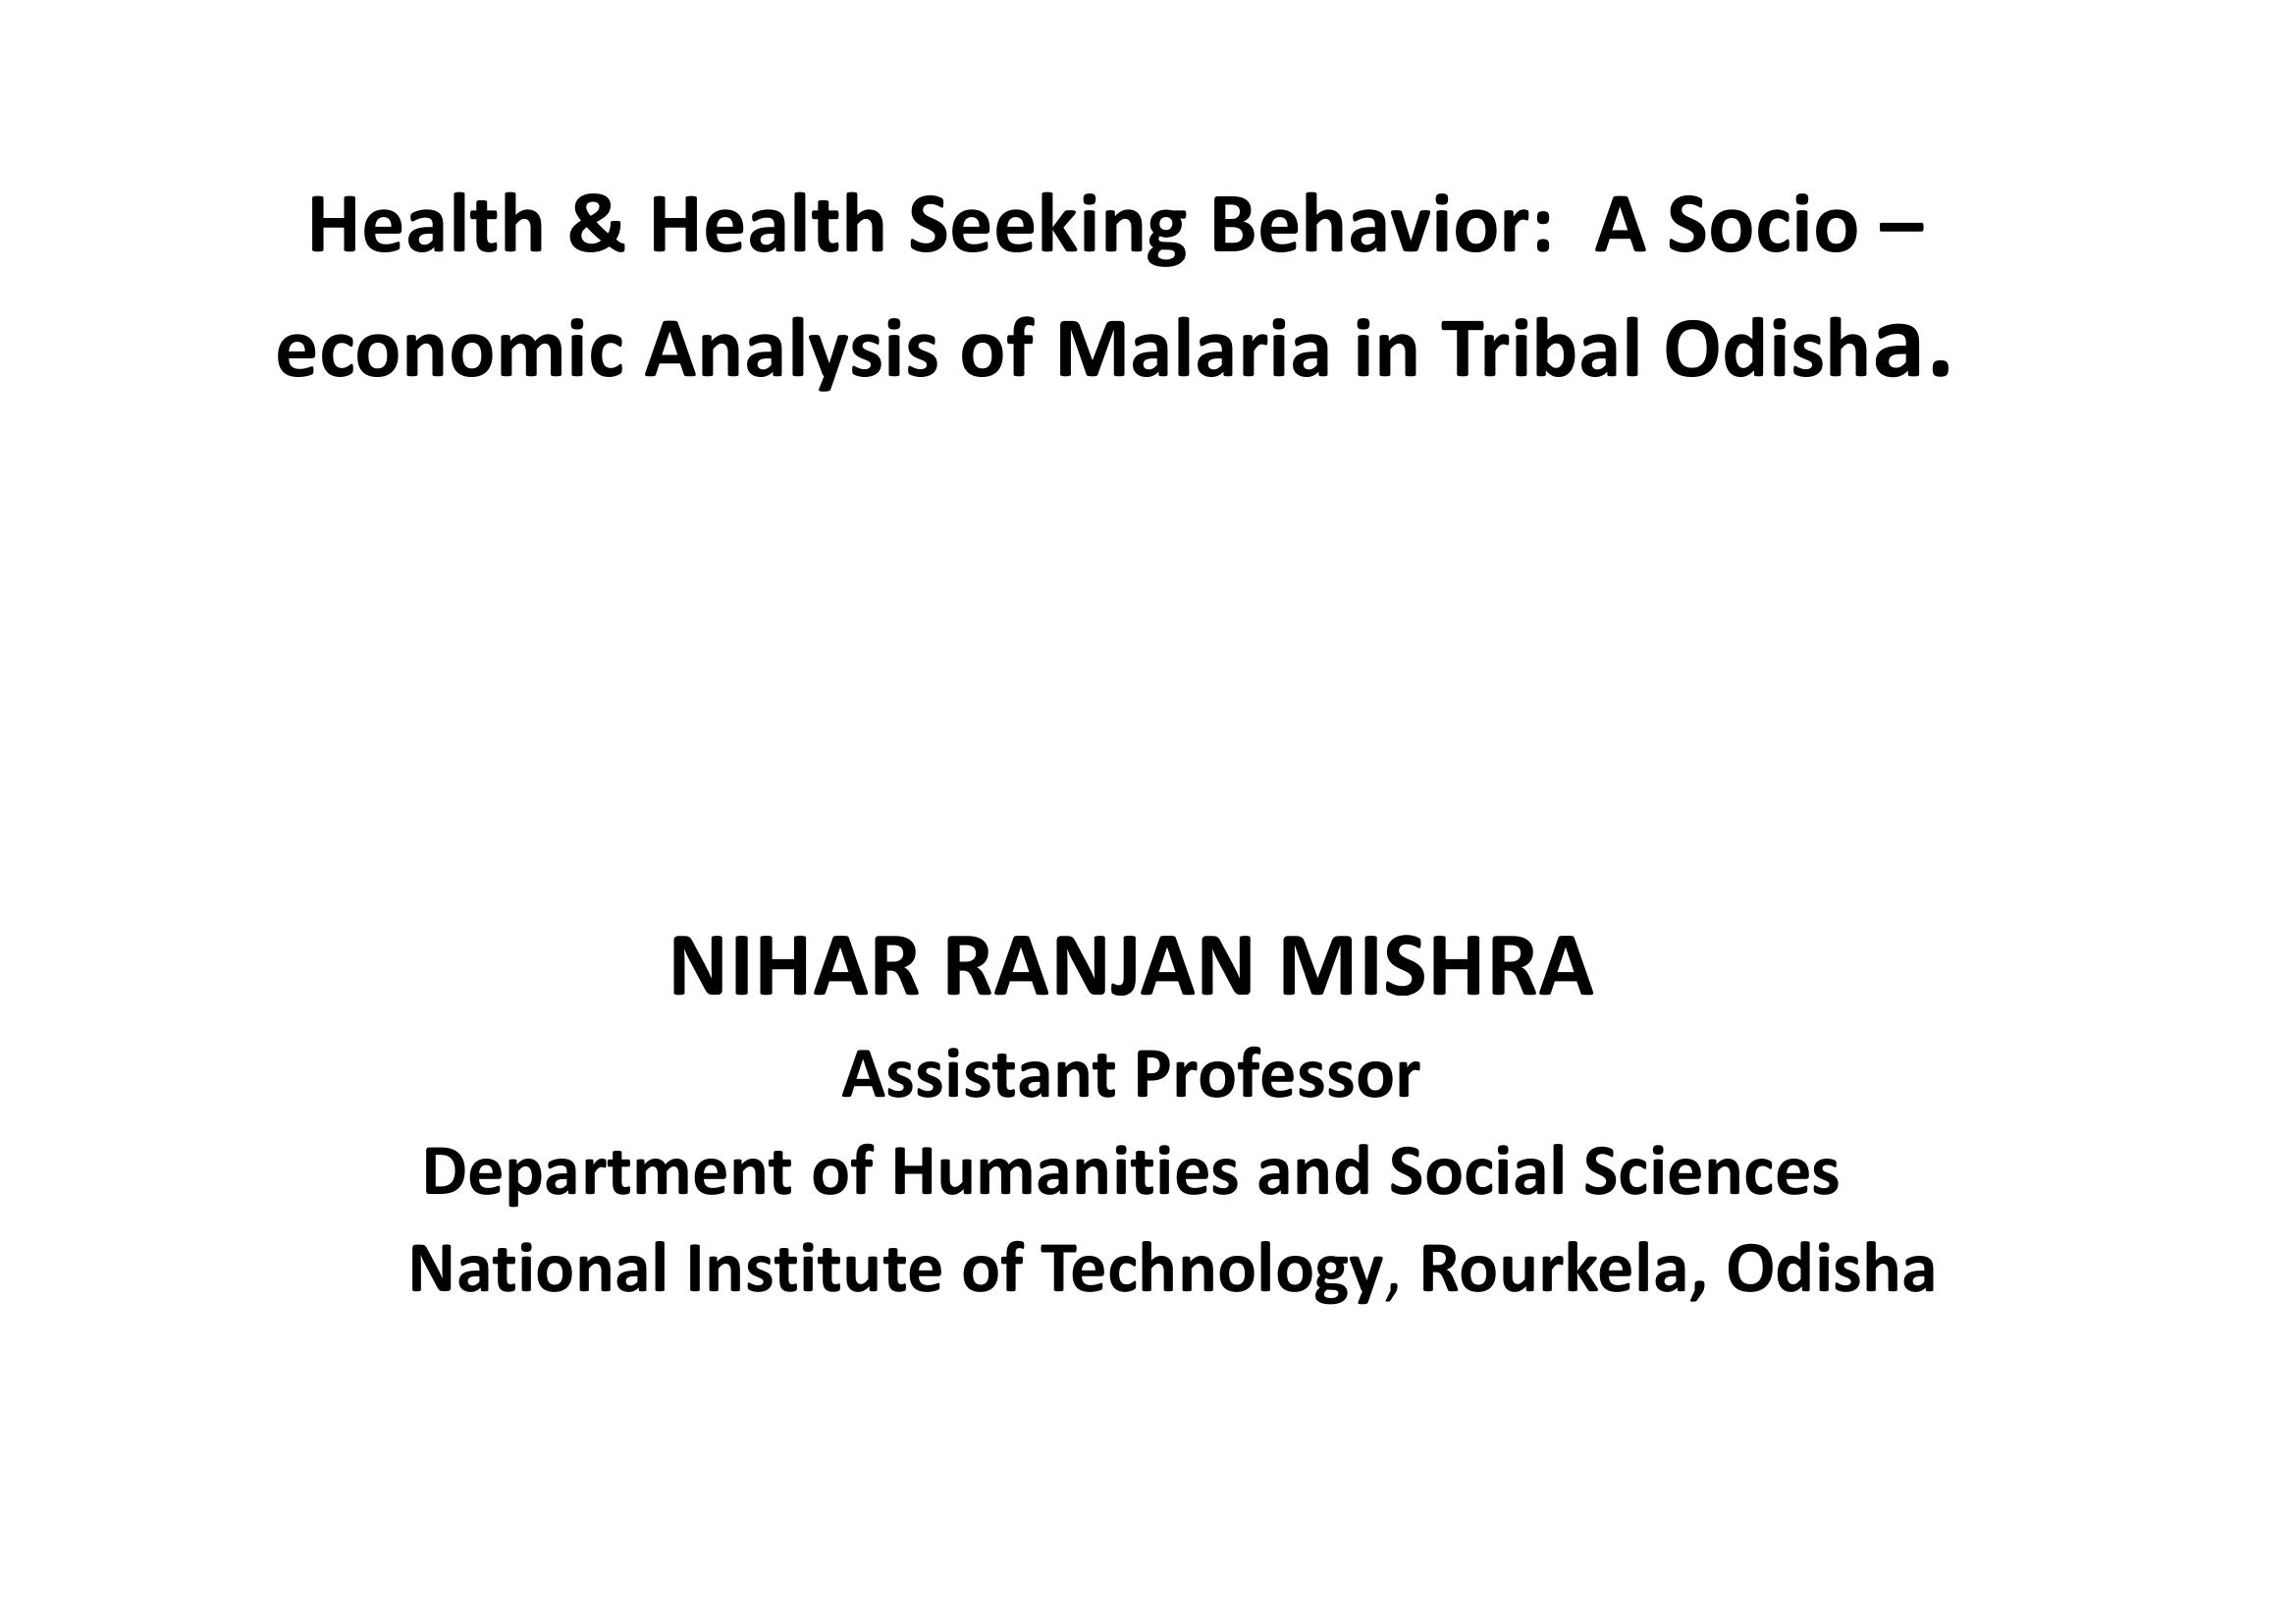 Health & Health Seeking Behavior:  A Socio –
economic Analysis of Malaria in Tribal Odisha.
NIHAR RANJAN MISHRA
Assistant Professor
Department of Humanities and Social Sciences
National Institute of Technology, Rourkela, Odisha